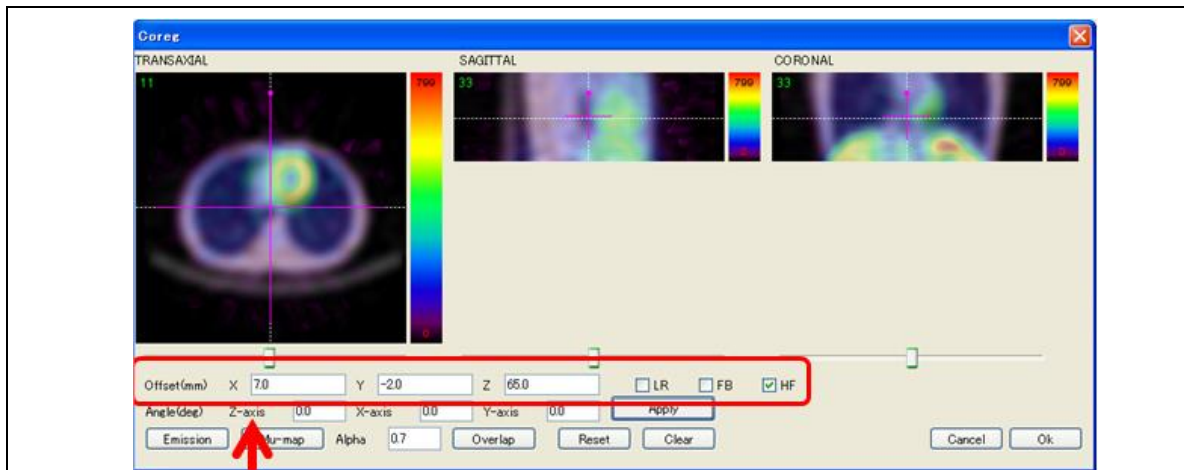 Coreg
TRANSAXIAL SAGITTAL CORONAL
11 799 33 799 33 799
0 0 0
Offset(mm) X 7.0 Y -2.0 Z 65.0 LR FB HF
Angle(deg) Z-axis 0.0 X-axis 0.0 Y-axis 0.0 Apply
Emission Mu-map Alpha 0.7 Overlap Reset Clear Cancel Ok